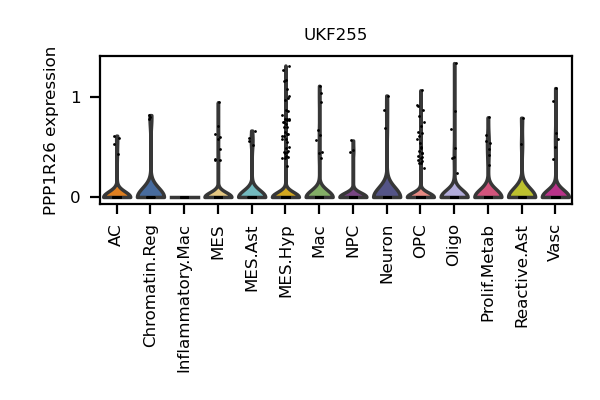 UKF255
PPP1R26 expression
1
0
AC
Chromatin.Reg
Inflammatory.Mac
MES
MES.Ast
MES.Hyp
Mac
NPC
Neuron
OPC
Oligo
Prolif.Metab
Reactive.Ast
Vasc